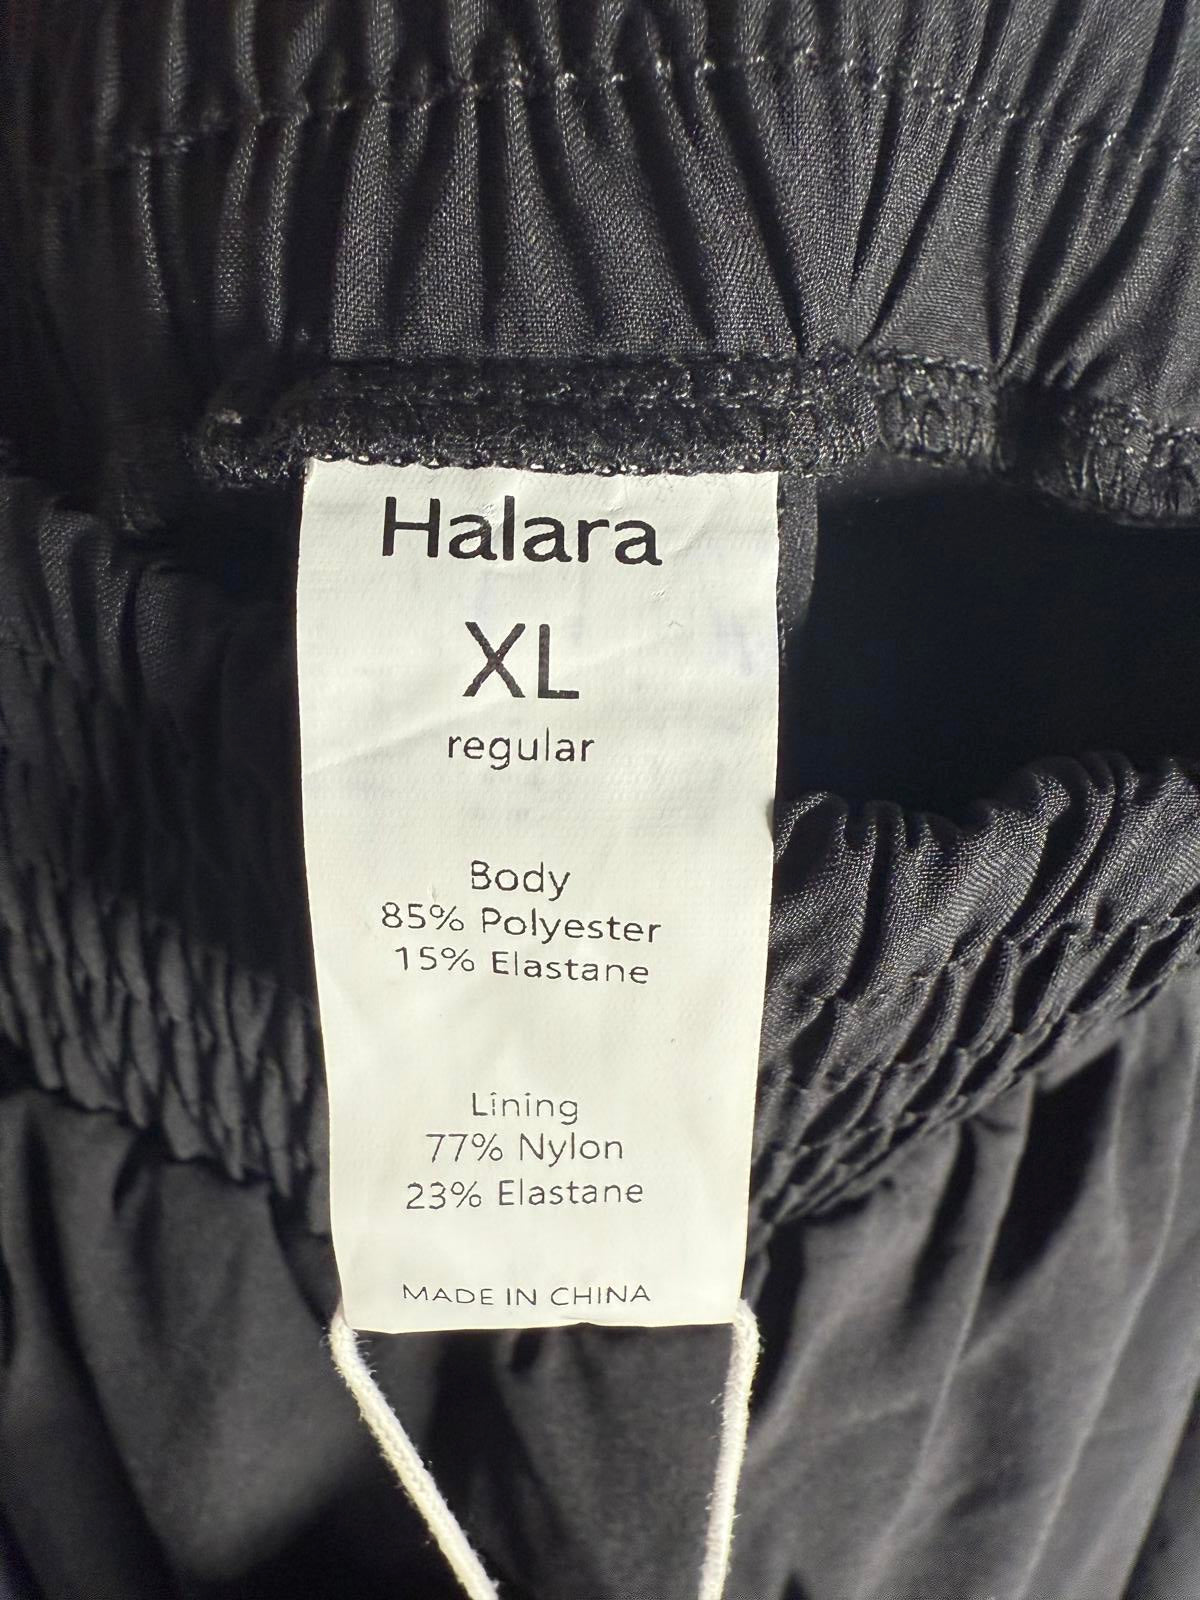 Halara
XL
regular
Body
85% Polyester
15% Elastane
Lining
77% Nylon
23% Elastane
MADE IN CHINA